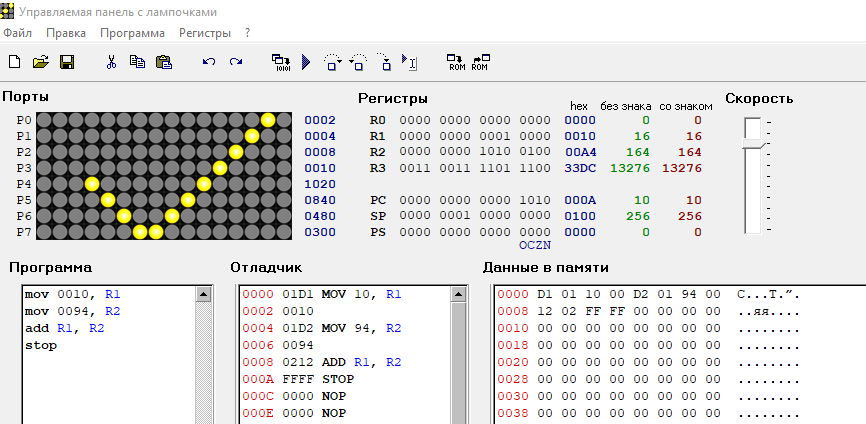 Управляемая панель с лампочками
Файл Правка Программа Регистры ?
10101 ROM ROM
Порты Регистры hex без знака со знаком Скорость
P0 0002 R0 0000 0000 0000 0000 0000 0 0
P1 0004 R1 0000 0000 0001 0000 0010 16 16
P2 0008 R2 0000 0000 1010 0100 00A4 164 164
P3 0010 R3 0011 0011 1101 1100 33DC 13276 13276
P4 1020
P5 0840 PC 0000 0000 0000 1010 000A 10 10
P6 0480 SP 0000 0001 0000 0000 0100 256 256
P7 0300 PS 0000 0000 0000 0000 0000 0 0
OCZN
Программа Отладчик Данные в памяти
mov 0010, R1 0000 01D1 MOV 10, R1 0000 D1 01 10 00 D2 01 94 00 С...Т.”.
mov 0094, R2 0002 0010 0008 12 02 FF FF 00 00 00 00 ..яя....
add R1, R2 0004 01D2 MOV 94, R2 0010 00 00 00 00 00 00 00 00 ........
stop 0006 0094 0018 00 00 00 00 00 00 00 00 ........
0008 0212 ADD R1, R2 0020 00 00 00 00 00 00 00 00 ........
000A FFFF STOP 0028 00 00 00 00 00 00 00 00 ........
000C 0000 NOP 0030 00 00 00 00 00 00 00 00 ........
000E 0000 NOP 0038 00 00 00 00 00 00 00 00 ........